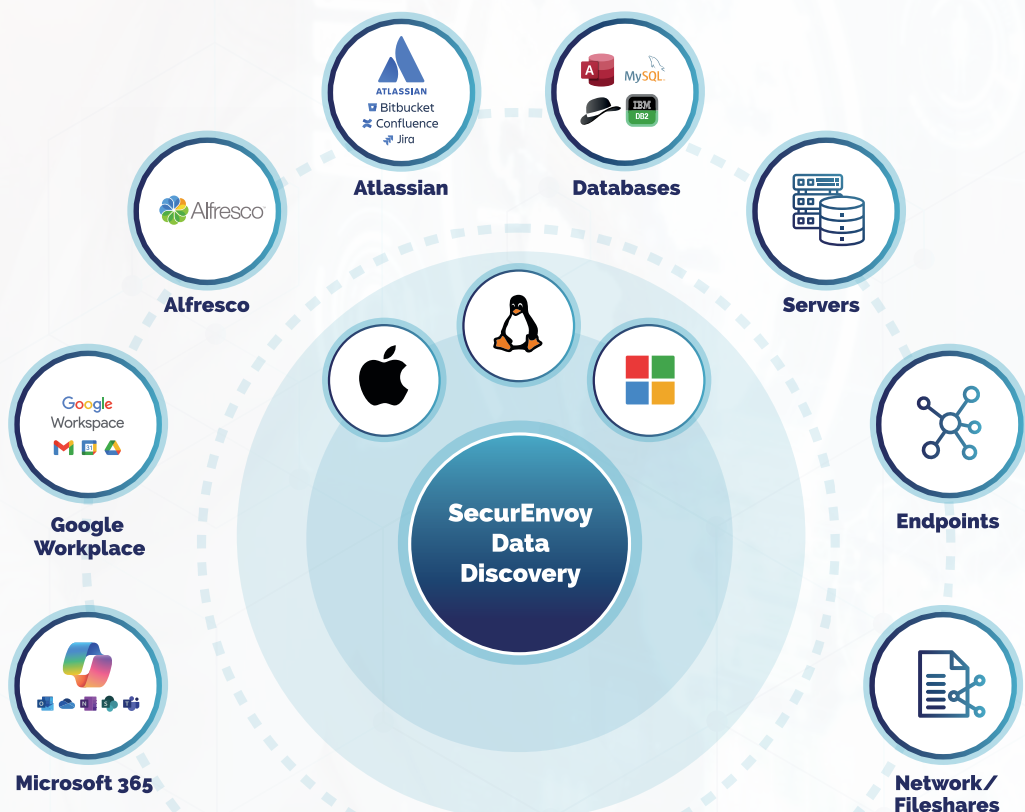 ATLASSIAN
Bitbucket
Confluence
Jira
Atlassian
A
MySQL
IBM
DB2
Databases
Alfresco
Alfresco
Servers
Google
Workspace
31
Google
Workplace
Endpoints
SecurEnvoy
Data
Discovery
Microsoft 365
Network/
Fileshares